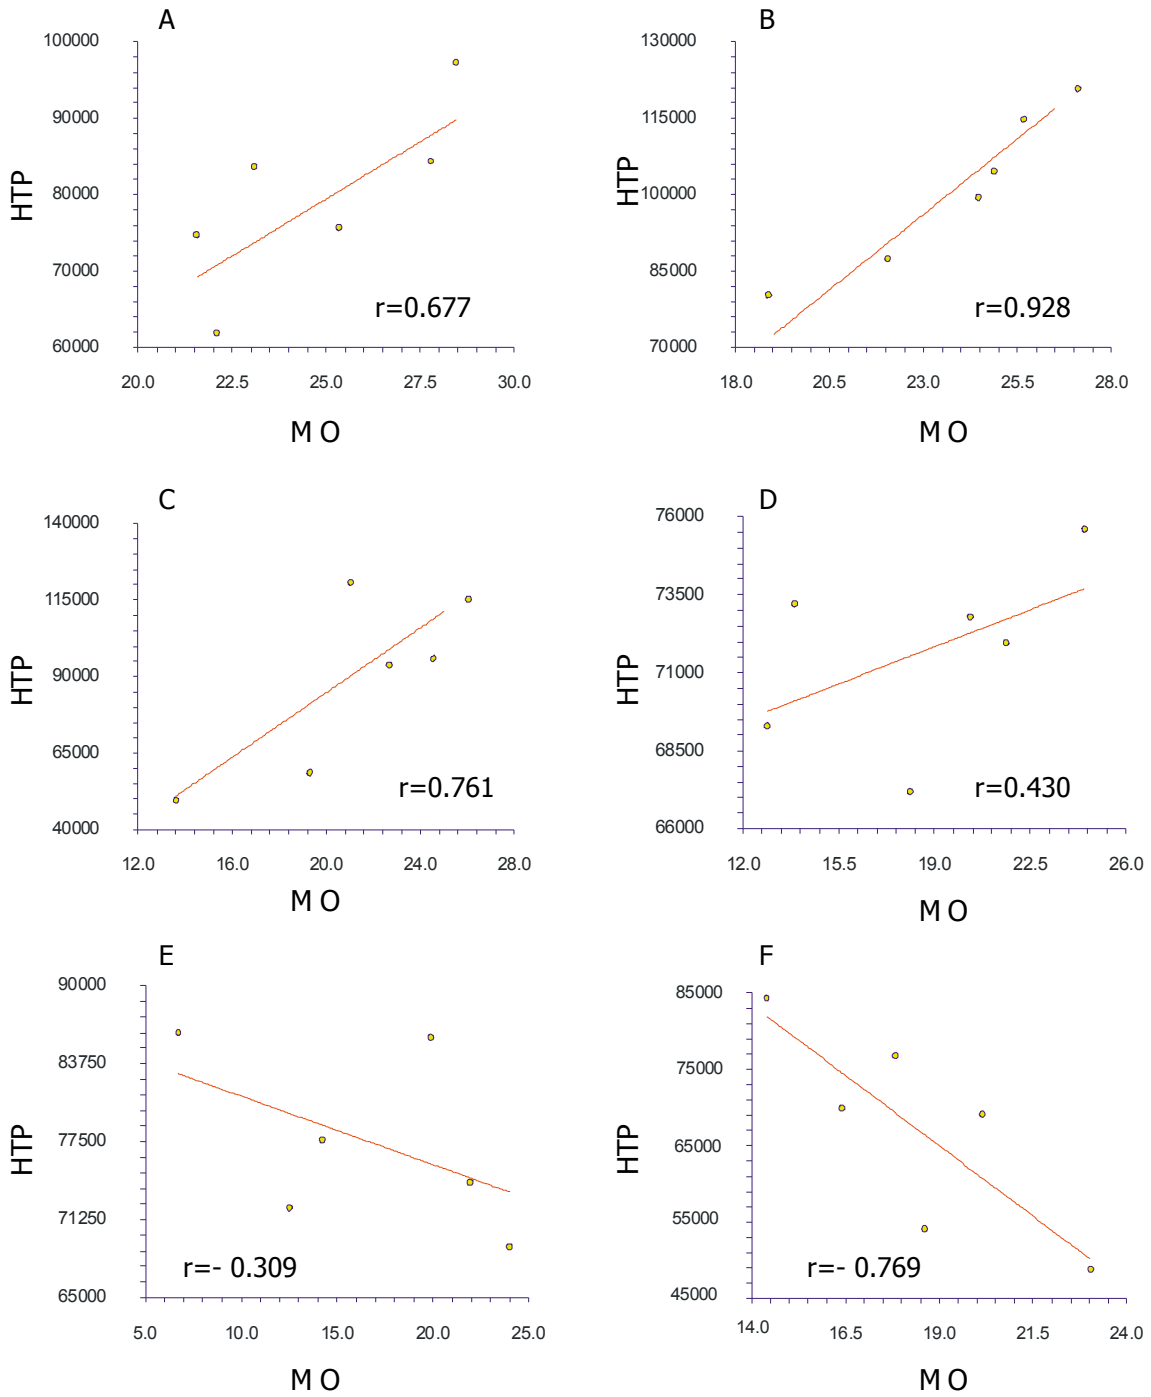 A
100000
90000
80000
70000
60000
HTP
20.0 22.5 25.0 27.5 30.0
M O
r=0.677
B
130000
115000
100000
85000
70000
HTP
18.0 20.5 23.0 25.5 28.0
M O
r=0.928
C
140000
115000
90000
65000
40000
HTP
12.0 16.0 20.0 24.0 28.0
M O
r=0.761
D
76000
73500
71000
68500
66000
HTP
12.0 15.5 19.0 22.5 26.0
M O
r=0.430
E
90000
83750
77500
71250
65000
HTP
5.0 10.0 15.0 20.0 25.0
M O
r=- 0.309
F
85000
75000
65000
55000
45000
HTP
14.0 16.5 19.0 21.5 24.0
M O
r=- 0.769